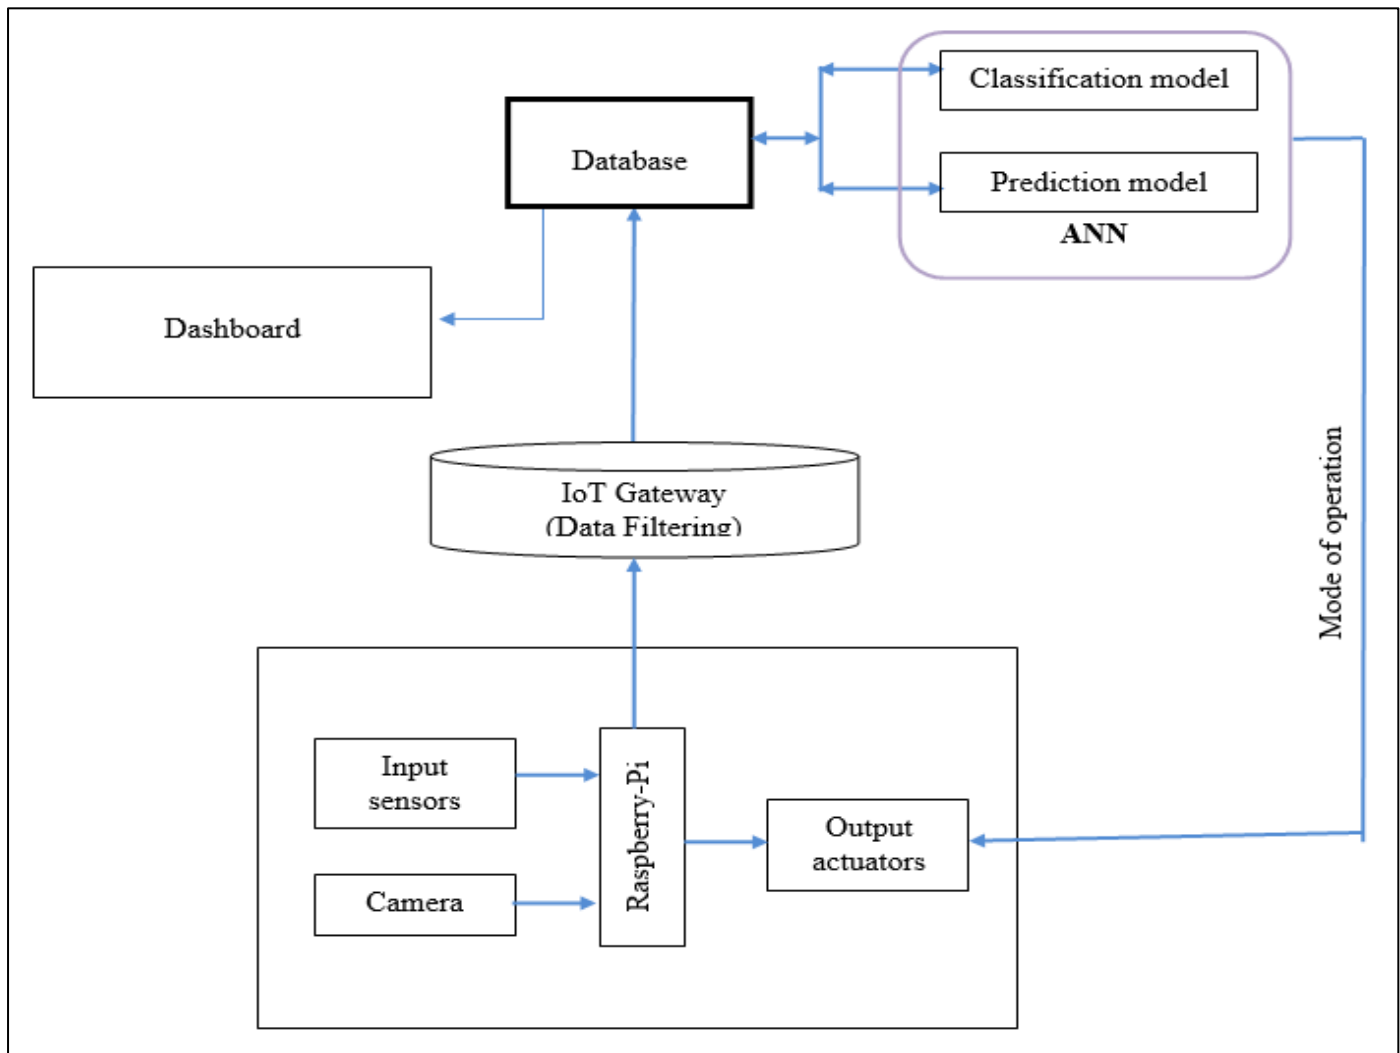 Classification model
Database
Prediction model
ANN
Dashboard
IoT Gateway
(Data Filtering)
Mode of operation
Input
sensors
Raspberry-Pi
Output
actuators
Camera